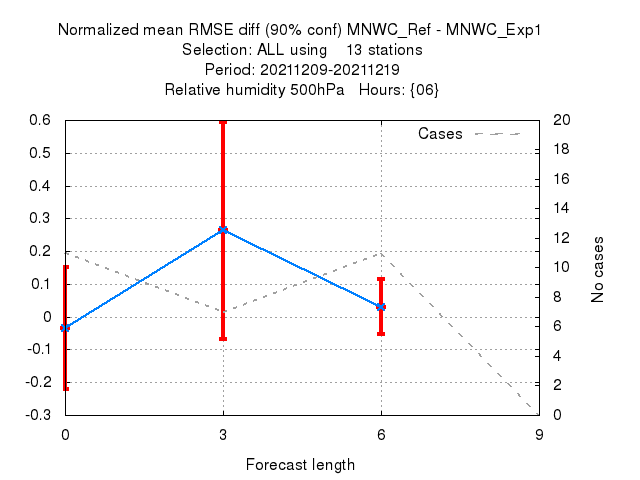 Normalized mean RMSE diff (90% conf) MNWC_Ref - MNWC_Exp1
Selection: ALL using 13 stations
Period: 20211209-20211219
Relative humidity 500hPa Hours: {06}
Cases
0.6
0.5
0.4
0.3
0.2
0.1
0
-0.1
-0.2
-0.3
20
18
16
14
12
10
8
6
4
2
0
No cases
0 3 6 9
Forecast length